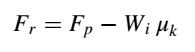 F_r = F_p − W_i μ_k